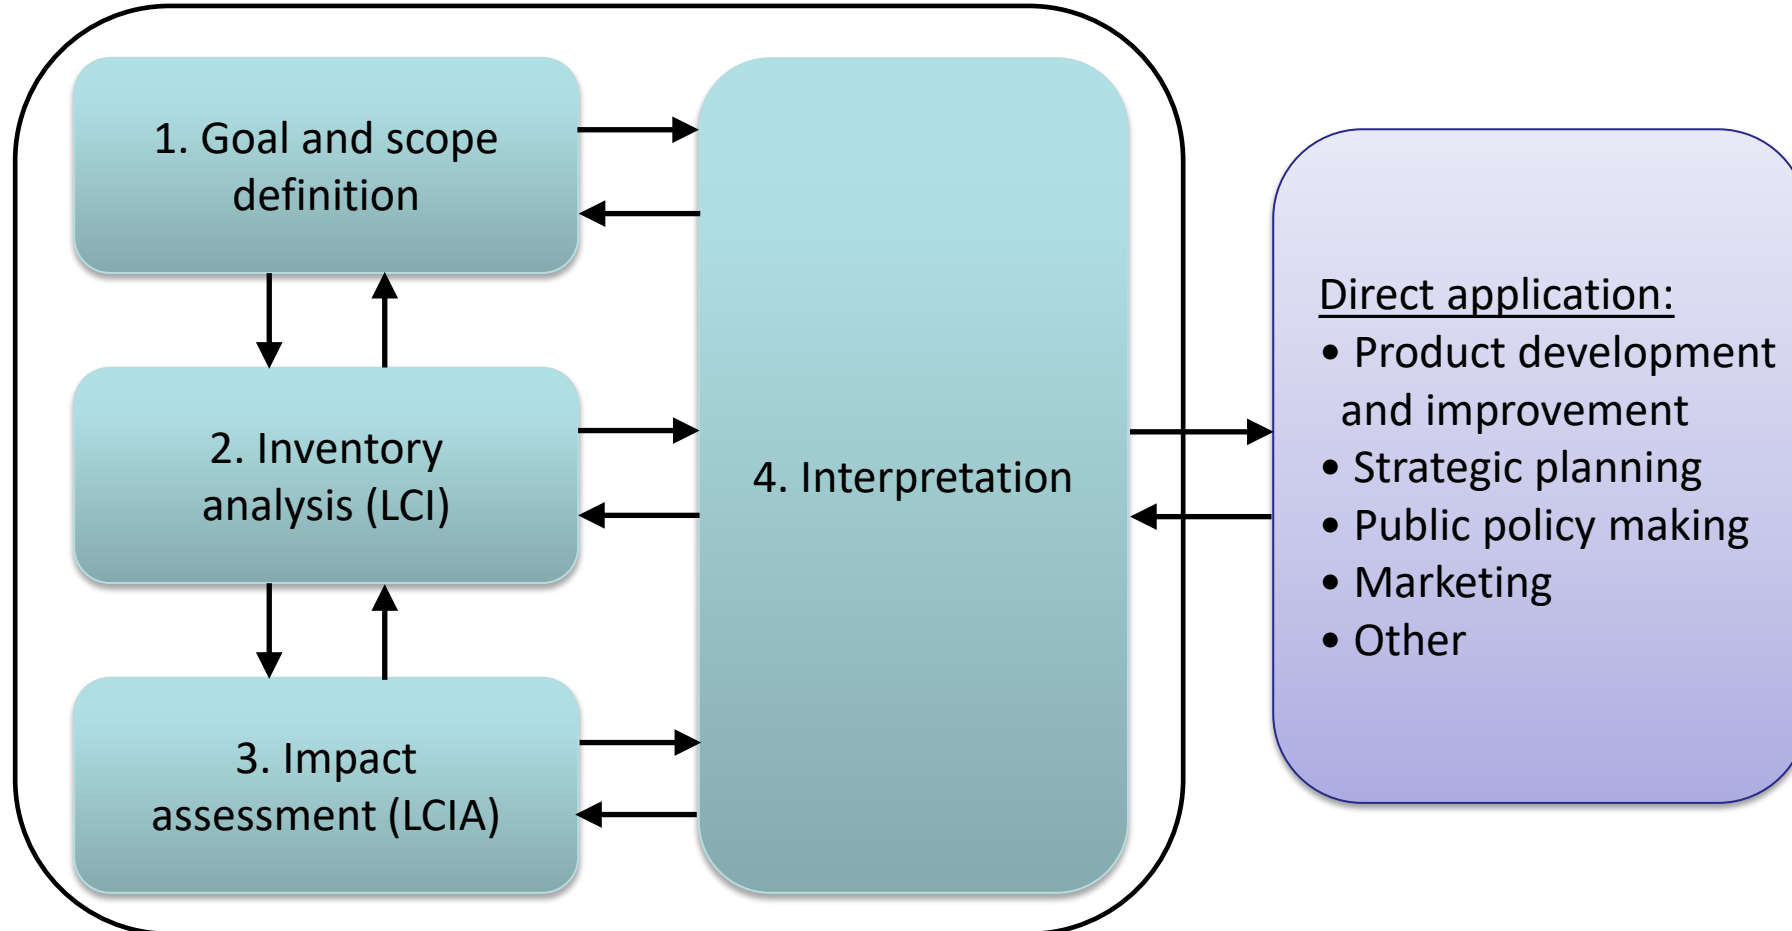 1. Goal and scope
definition
2. Inventory
analysis (LCI)
3. Impact
assessment (LCIA)
4. Interpretation
Direct application:
• Product development
and improvement
• Strategic planning
• Public policy making
• Marketing
• Other